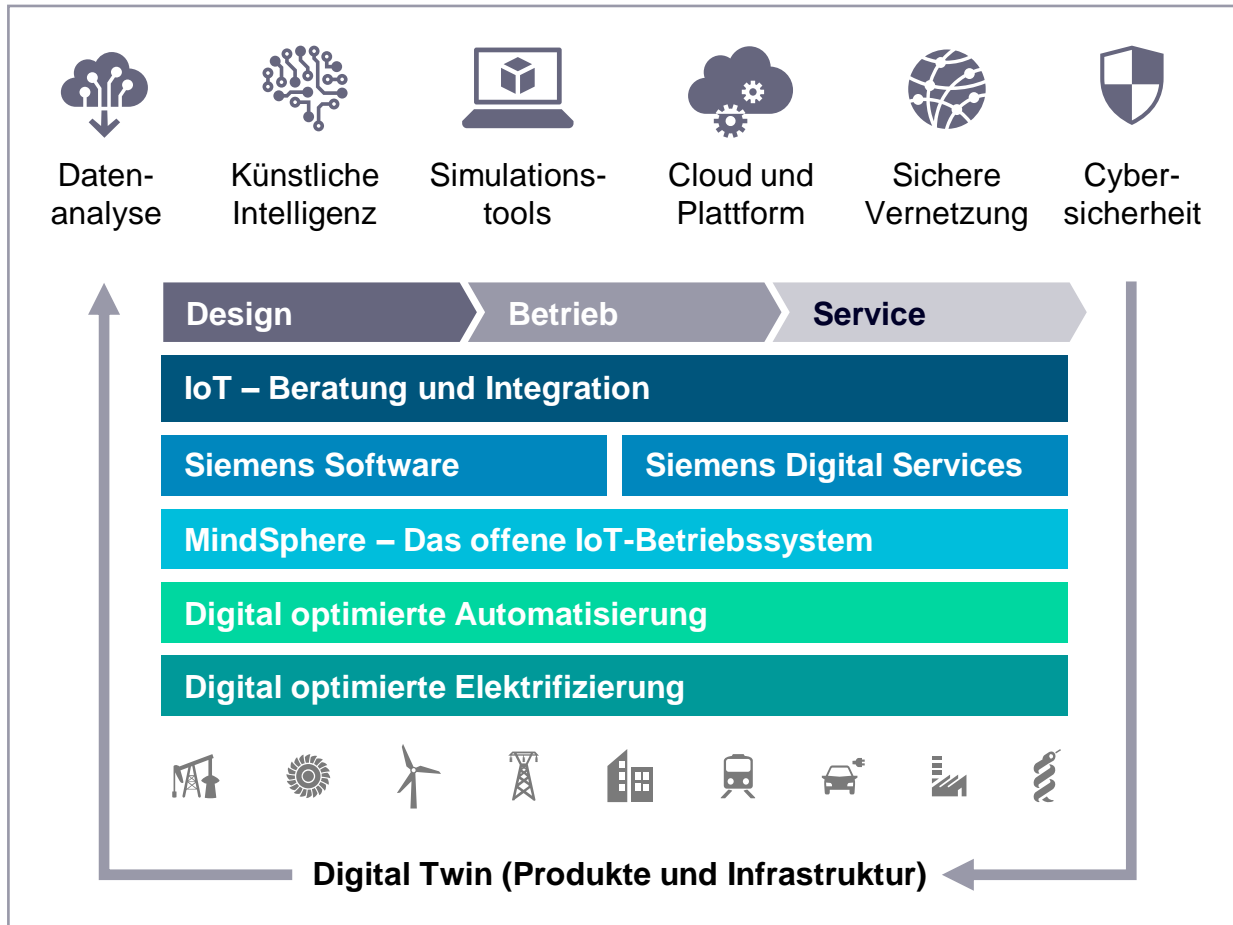 Daten-
analyse
Künstliche
Intelligenz
Simulations-
tools
Cloud und
Plattform
Sichere
Vernetzung
Cyber-
sicherheit
Design
Betrieb
Service
IoT – Beratung und Integration
Siemens Software
Siemens Digital Services
MindSphere – Das offene IoT-Betriebssystem
Digital optimierte Automatisierung
Digital optimierte Elektrifizierung
Digital Twin (Produkte und Infrastruktur)